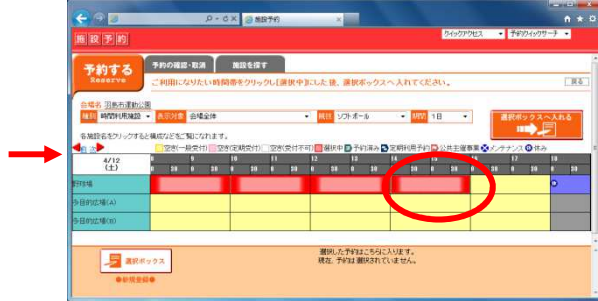 施設予約
施設予約
クイックアクセス
予約クイックサーチ
予約する
Reserve
予約の確認・取消
施設を探す
ご利用になりたい時間帯をクリックし【選択中】にした後、選択ボックスへ入れてください。
戻る
会場名 羽島市運動公園
種別 時間利用施設 表示対象 会場全体 種目 ソフトボール 期間 1日
選択ボックスへ入れる
各施設名をクリックすると構成などをご覧になれます。
空き(一般受付) 空き(定期受付) 空き(受付不可) 選択中 予約済み 定期利用予約 公共主催事業 メンテナンス 休み
4/12
(土)
8 9 10 11 12 13 14 15 16 17 18
野球場
多目的広場(A)
多目的広場(B)
選択ボックス
●新規登録●
選択した予約はこちらに入ります。
現在、予約は選択されていません。